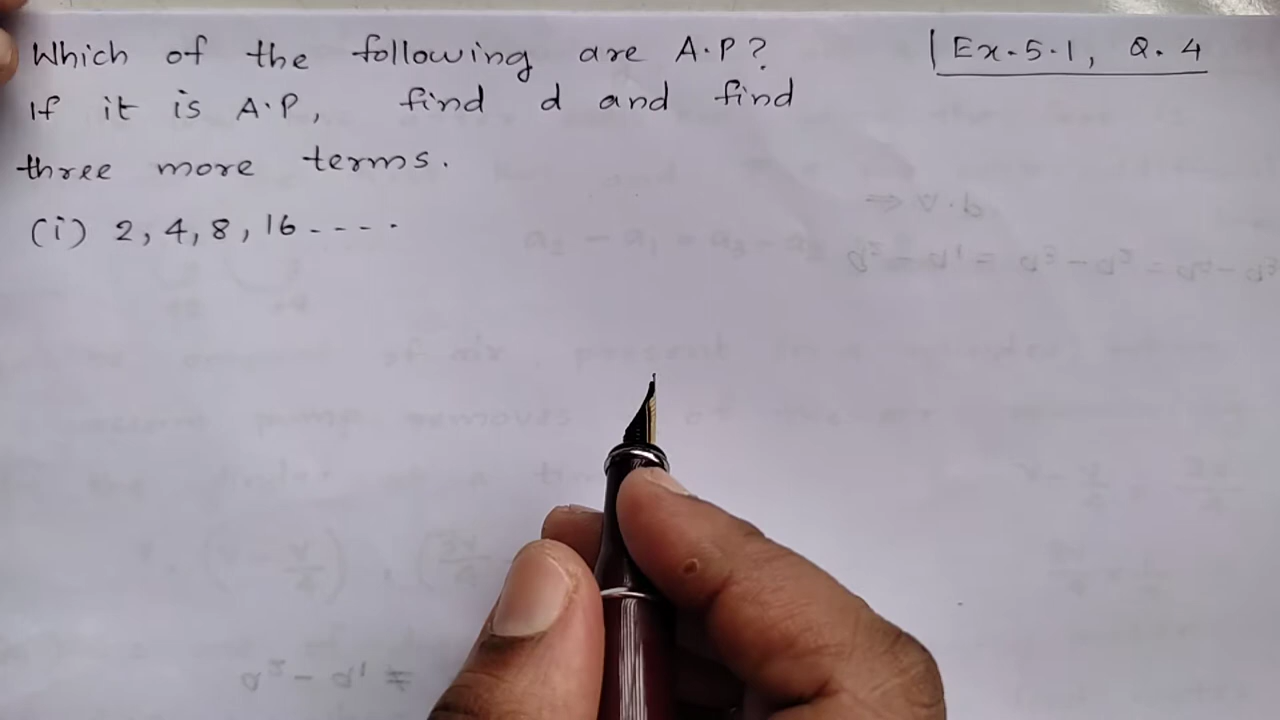 Which of the following are A.P?
|Ex.5.1, Q.4
If it is A.P, find d and find
three more terms.
(i) 2, 4, 8, 16 - - - -